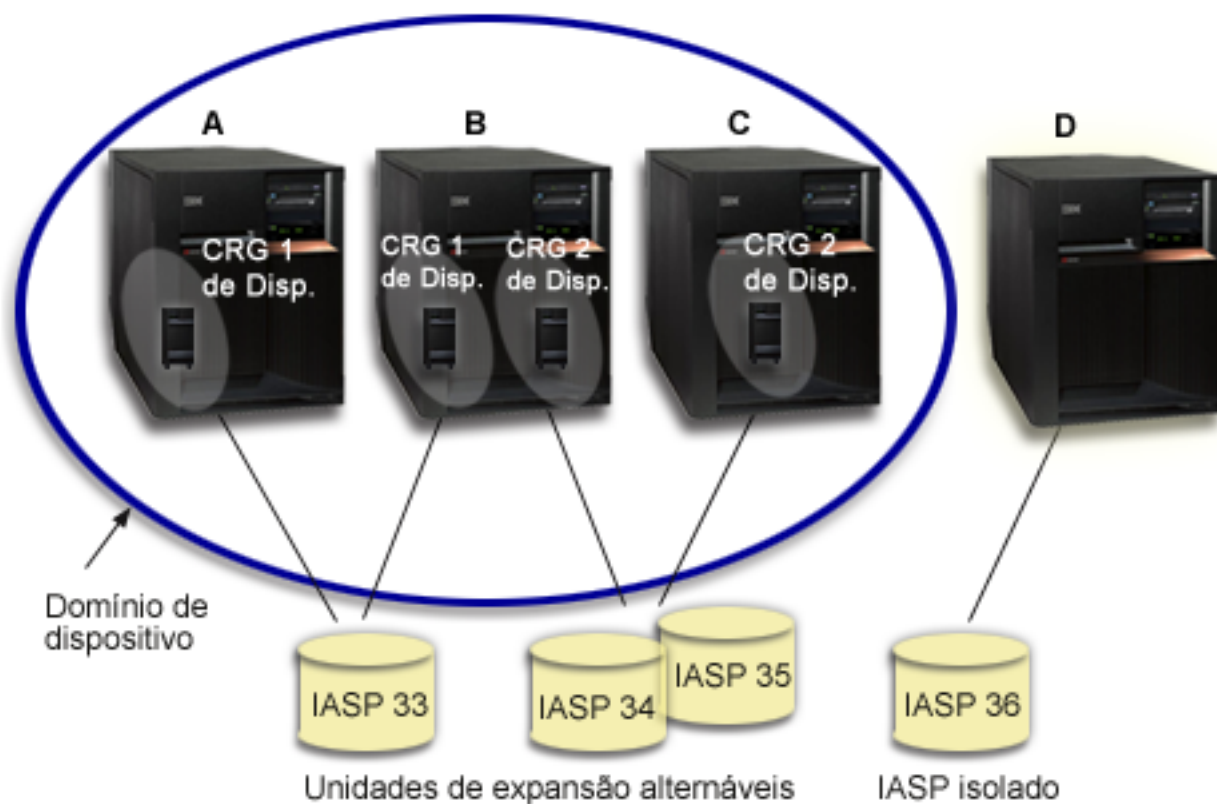 A
B
C
D
CRG 1
de Disp.
CRG 1
de Disp.
CRG 2
de Disp.
CRG 2
de Disp.
Domínio de
dispositivo
IASP 33
IASP 34
IASP 35
IASP 36
Unidades de expansão alternáveis
IASP isolado